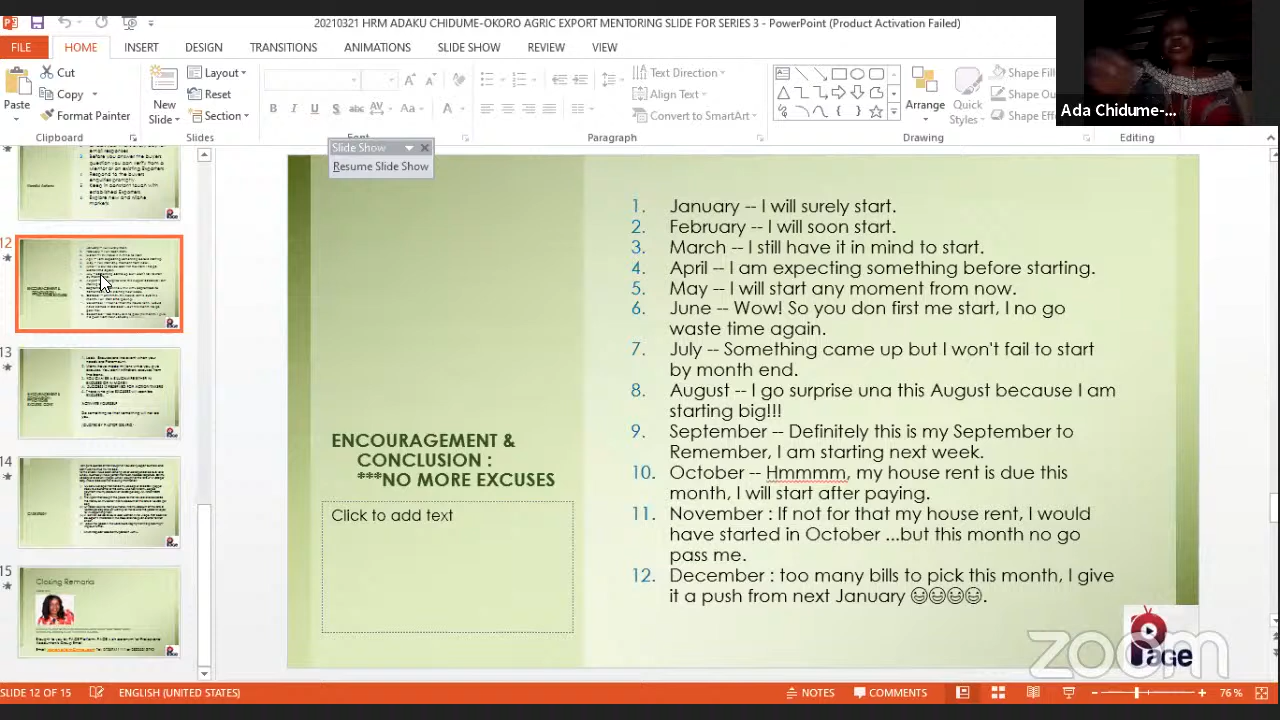 20210321 HRM ADAKU CHIDUME-OKORO AGRIC EXPORT MENTORING SLIDE FOR SERIES 3 - PowerPoint (Product Activation Failed)
FILE HOME INSERT DESIGN TRANSITIONS ANIMATIONS SLIDE SHOW REVIEW VIEW
Ada Chidume-...
Cut
Copy
Format Painter
Paste
Clipboard
New
Slide
Layout
Reset
Section
Slides
Font
Text Direction
Align Text
Convert to SmartArt
Paragraph
Arrange
Quick
Styles
Shape Fill
Shape Ou
Shape Effe
Drawing
Editing
Slide Show
Resume Slide Show
12
13
14
15
Closing Remarks
ENCOURAGEMENT &
CONCLUSION :
***NO MORE EXCUSES
Click to add text
1. January -- I will surely start.
2. February -- I will soon start.
3. March -- I still have it in mind to start.
4. April -- I am expecting something before starting.
5. May -- I will start any moment from now.
6. June -- Wow! So you don first me start, I no go
waste time again.
7. July -- Something came up but I won't fail to start
by month end.
8. August -- I go surprise una this August because I am
starting big!!!
9. September -- Definitely this is my September to
Remember, I am starting next week.
10. October -- Hmmmm, my house rent is due this
month, I will start after paying.
11. November : If not for that my house rent, I would
have started in October ...but this month no go
pass me.
12. December : too many bills to pick this month, I give
it a push from next January 😀😀😀😀.
Page
zoom
SLIDE 12 OF 15 ENGLISH (UNITED STATES) NOTES COMMENTS 76 %